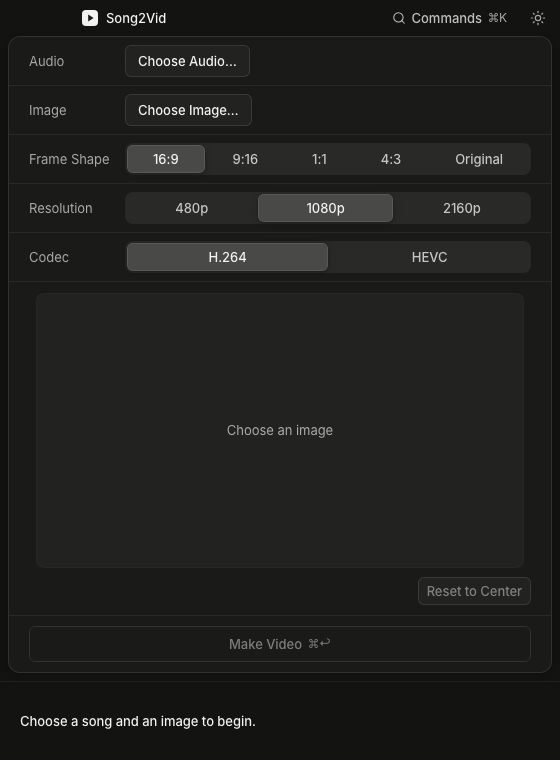 Song2Vid
Commands ⌘K
Audio
Choose Audio...
Image
Choose Image...
Frame Shape
16:9 9:16 1:1 4:3 Original
Resolution
480p 1080p 2160p
Codec
H.264 HEVC
Choose an image
Reset to Center
Make Video ⌘↩
Choose a song and an image to begin.